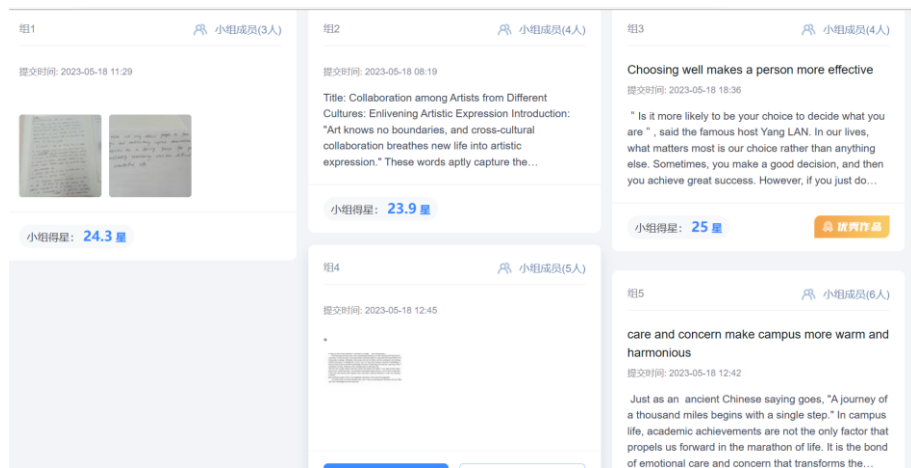 组1
小组成员(3人)
提交时间: 2023-05-18 11:29
小组得星: 24.3 星
组2
小组成员(4人)
提交时间: 2023-05-18 08:19
Title: Collaboration among Artists from Different
Cultures: Enlivening Artistic Expression Introduction:
"Art knows no boundaries, and cross-cultural
collaboration breathes new life into artistic
expression." These words aptly capture the…
小组得星: 23.9 星
组4
小组成员(5人)
提交时间: 2023-05-18 12:45
组3
小组成员(4人)
Choosing well makes a person more effective
提交时间: 2023-05-18 18:36
" Is it more likely to be your choice to decide what you
are " , said the famous host Yang LAN. In our lives,
what matters most is our choice rather than anything
else. Sometimes, you make a good decision, and then
you achieve great success. However, if you just do…
小组得星: 25 星
优秀作品
组5
小组成员(6人)
care and concern make campus more warm and
harmonious
提交时间: 2023-05-18 12:42
Just as an ancient Chinese saying goes, "A journey of
a thousand miles begins with a single step." In campus
life, academic achievements are not the only factor that
propels us forward in the marathon of life. It is the bond
of emotional care and concern that transforms the…